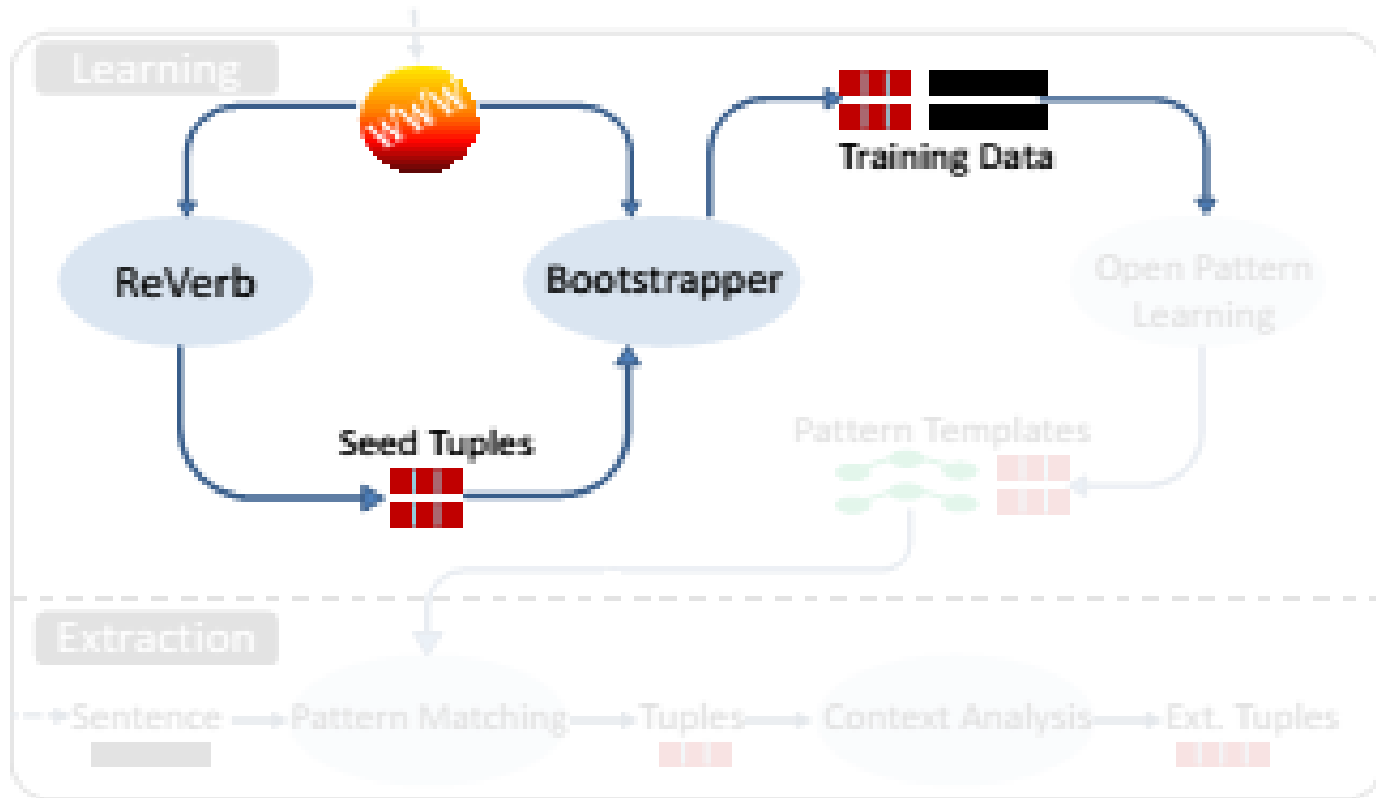 Learning
WWW
Training Data
ReVerb
Bootstrapper
Open Pattern
Learning
Seed Tuples
Pattern Templates
Extraction
Sentence
Pattern Matching
Tuples
Context Analysis
Ext. Tuples